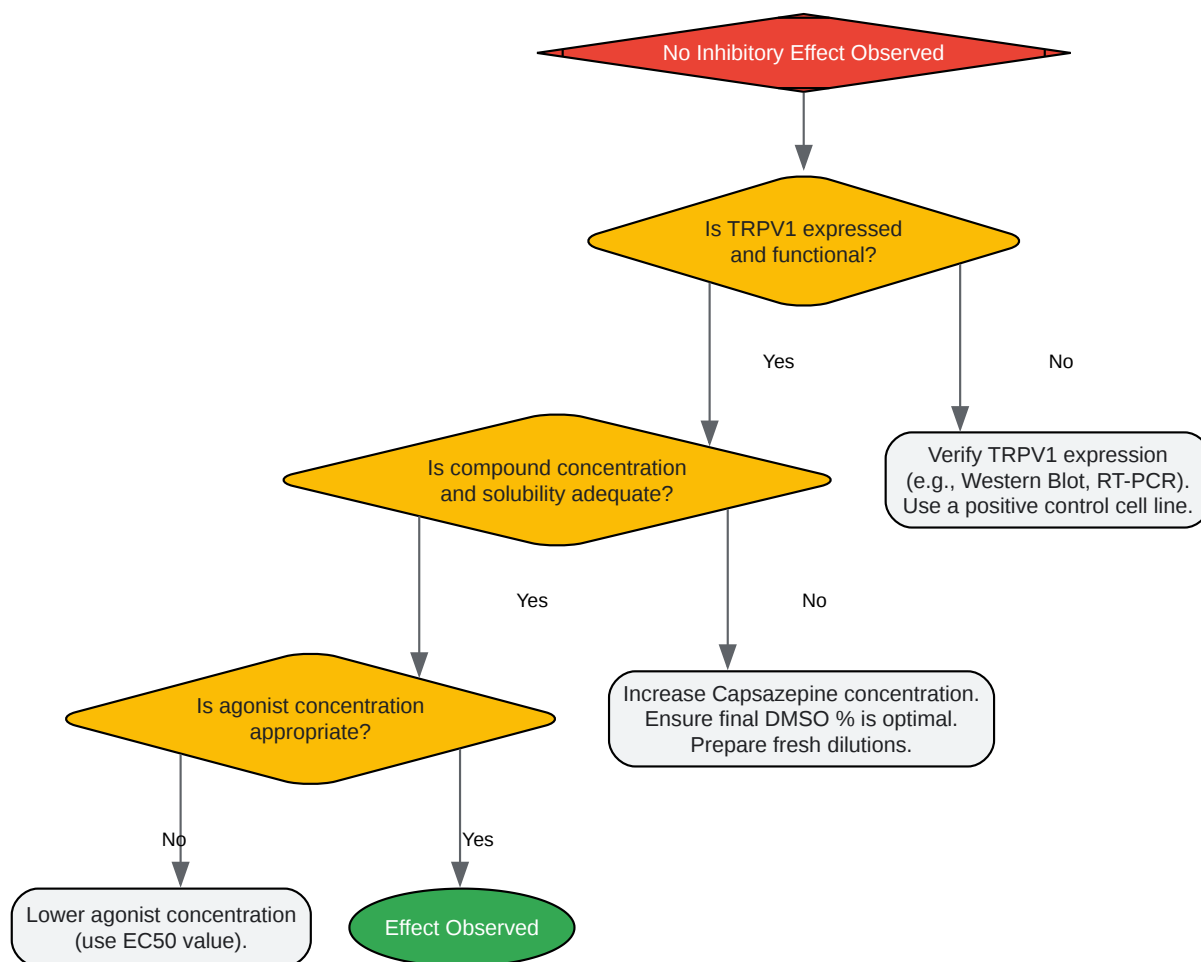 No Inhibitory Effect Observed
Is TRPV1 expressed
and functional?
Yes
No
Is compound concentration
and solubility adequate?
Verify TRPV1 expression
(e.g., Western Blot, RT-PCR).
Use a positive control cell line.
Yes
No
Is agonist concentration
appropriate?
Increase Capsazepine concentration.
Ensure final DMSO % is optimal.
Prepare fresh dilutions.
No
Yes
Lower agonist concentration
(use EC50 value).
Effect Observed